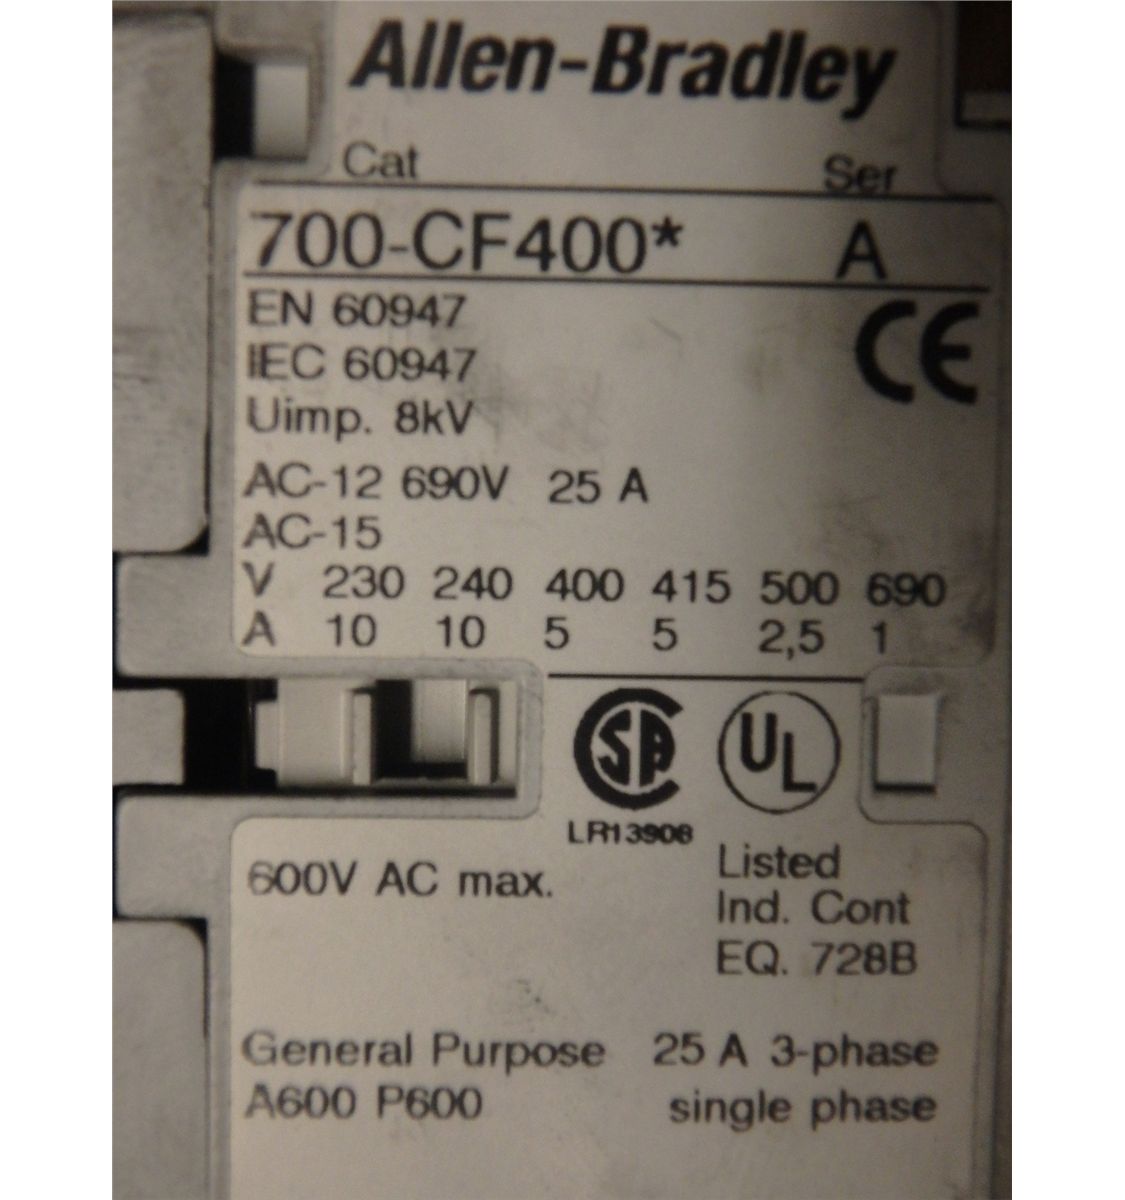 Allen-Bradley
Cat Ser
700-CF400* A
EN 60947
CE
IEC 60947
Uimp. 8kV
AC-12 690V 25 A
AC-15
V 230 240 400 415 500 690
A 10 10 5 5 2,5 1
SA UL
LR13908
600V AC max.
Listed
Ind. Cont
EQ. 728B
General Purpose 25 A 3-phase
A600 P600 single phase